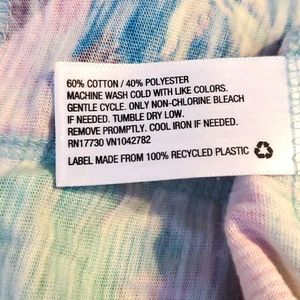 60% COTTON / 40% POLYESTER
MACHINE WASH COLD WITH LIKE COLORS.
GENTLE CYCLE. ONLY NON-CHLORINE BLEACH
IF NEEDED. TUMBLE DRY LOW.
REMOVE PROMPTLY. COOL IRON IF NEEDED.
RN17730 VN1042782
LABEL MADE FROM 100% RECYCLED PLASTIC